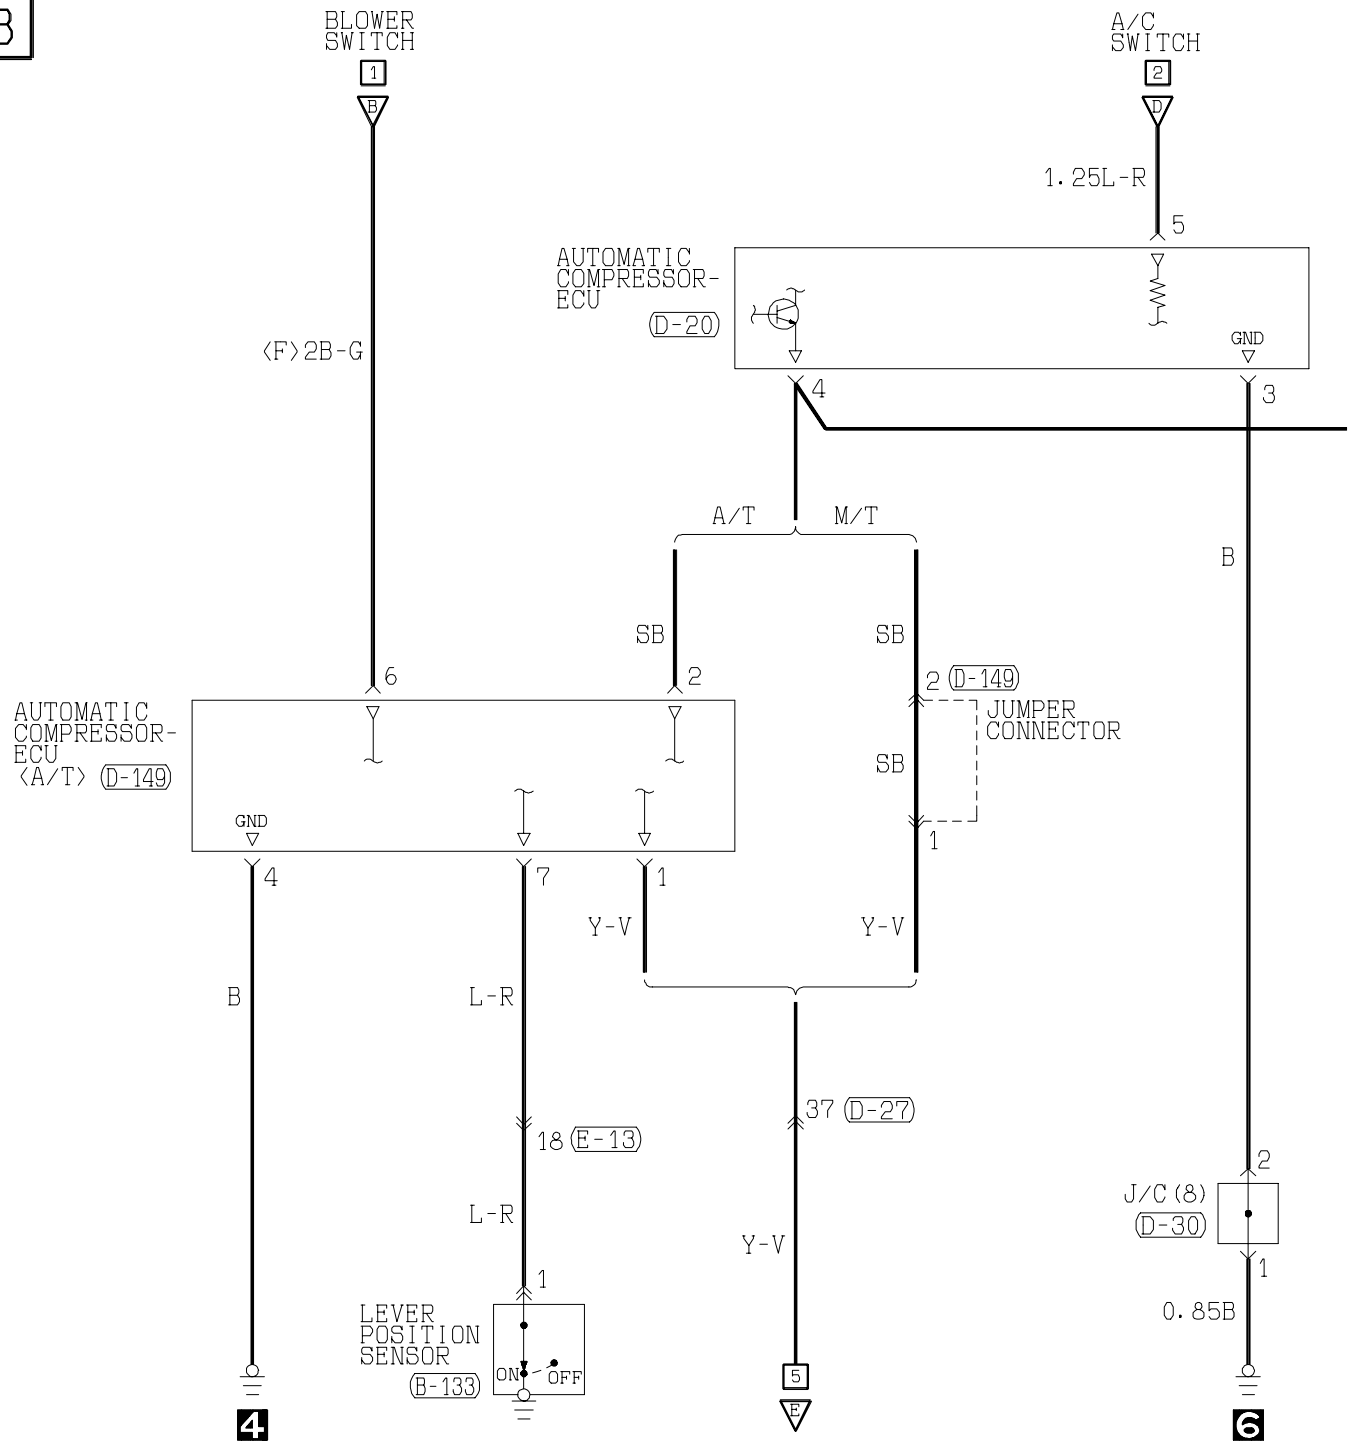 B
BLOWER
SWITCH
1
B
A/C
SWITCH
2
D
1.25L-R
5
AUTOMATIC
COMPRESSOR-
ECU
(D-20)
GND
4
3
<F>2B-G
A/T
M/T
B
SB
SB
6
2
2 (D-149)
JUMPER
CONNECTOR
SB
1
AUTOMATIC
COMPRESSOR-
ECU
<A/T> (D-149)
GND
4
7
1
Y-V
Y-V
B
L-R
37 (D-27)
18 (E-13)
L-R
Y-V
2
J/C(8)
(D-30)
1
0.85B
1
LEVER
POSITION
SENSOR
(B-133)
ON
OFF
5
E
4
6